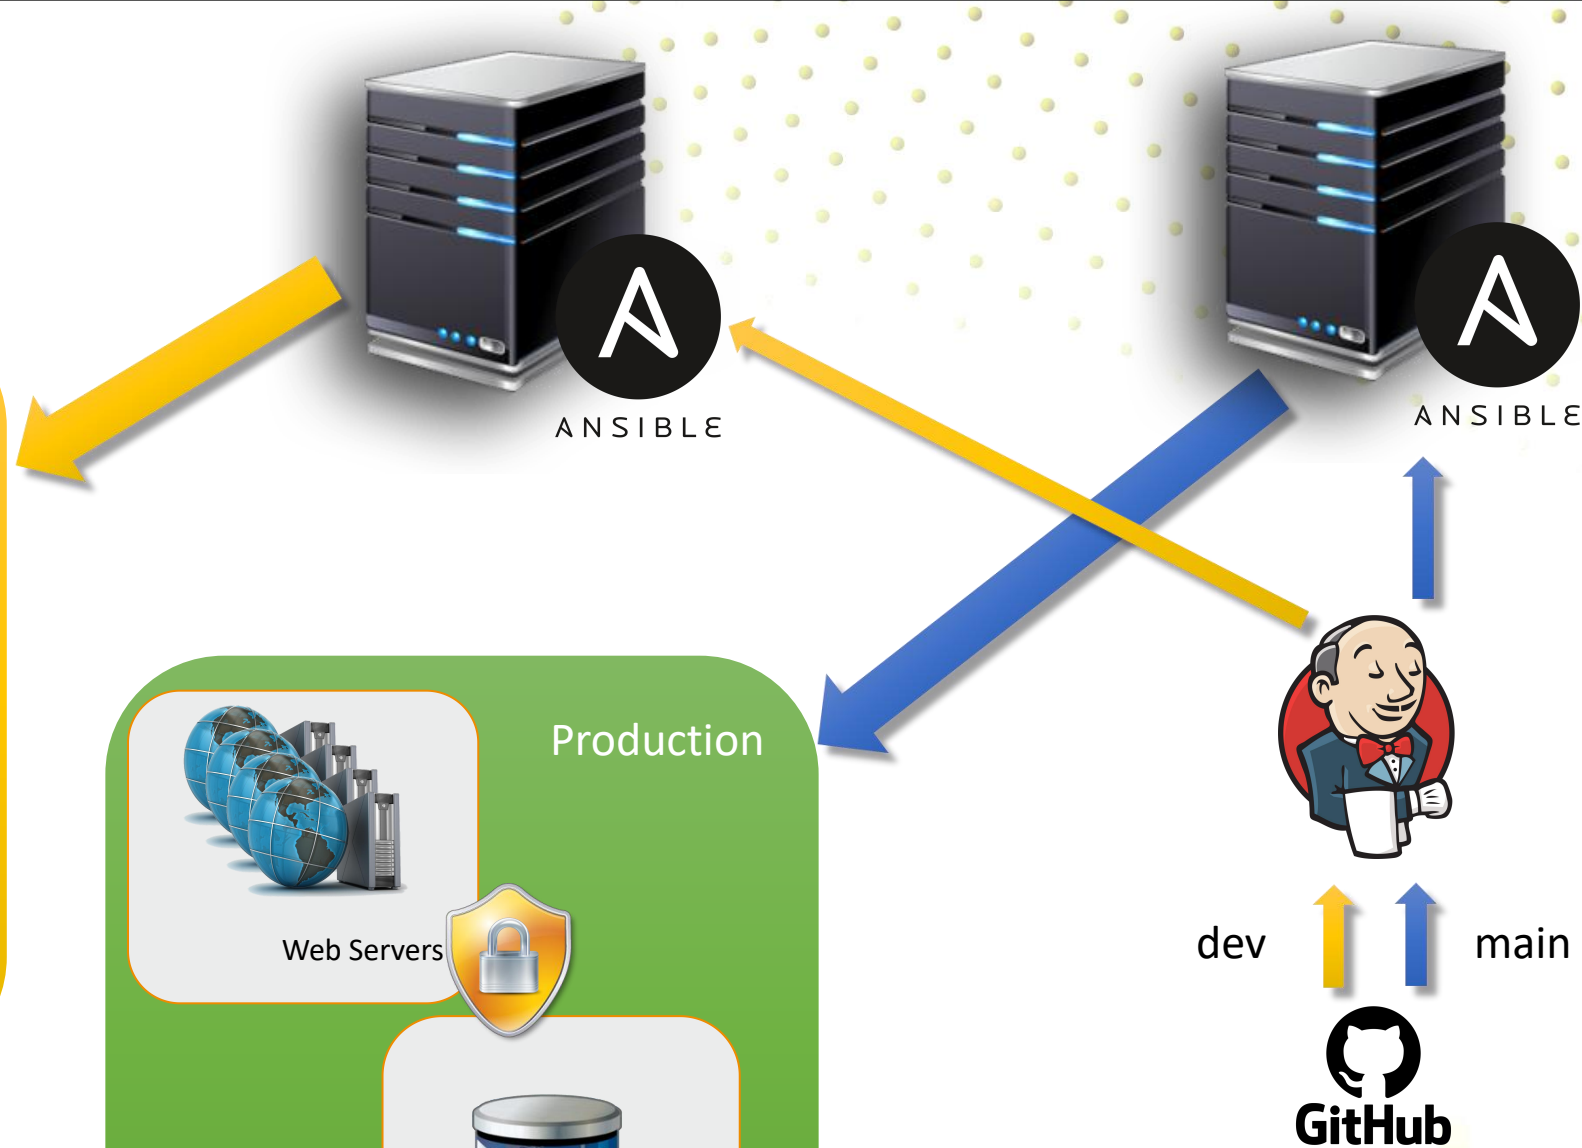 ANSIBLE
ANSIBLE
Production
Web Servers
dev
main
GitHub